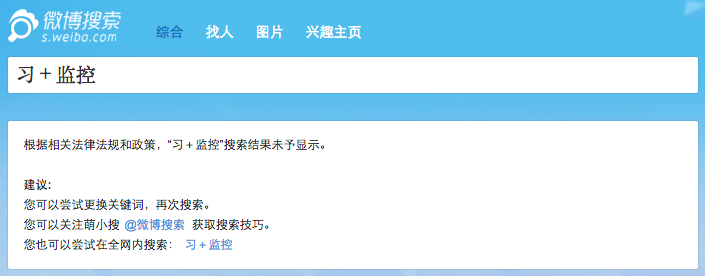 微博搜索
s.weibo.com
综合 找人 图片 兴趣主页
习+监控
根据相关法律法规和政策，“习+监控”搜索结果未予显示。
建议：
您可以尝试更换关键词，再次搜索。
您可以关注萌小搜 @微博搜索 获取搜索技巧。
您也可以尝试在全网内搜索： 习+监控